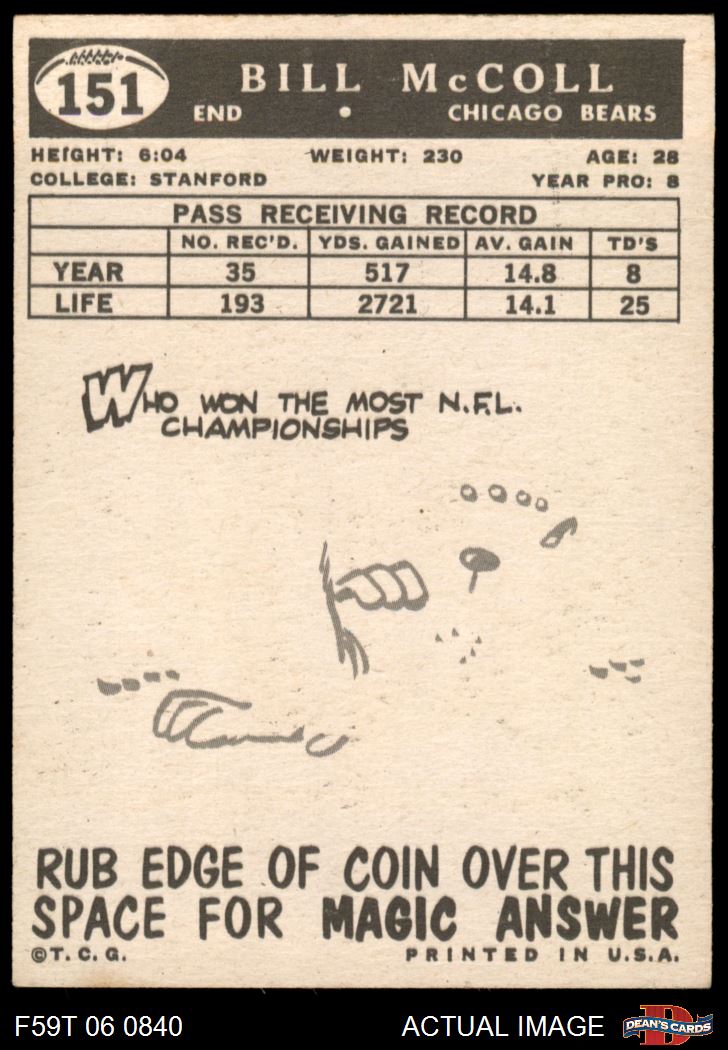 151
BILL McCOLL
END • CHICAGO BEARS
HEIGHT: 6:04 WEIGHT: 230 AGE: 28
COLLEGE: STANFORD YEAR PRO: 8
PASS RECEIVING RECORD
NO. REC'D. YDS. GAINED AV. GAIN TD'S
YEAR 35 517 14.8 8
LIFE 193 2721 14.1 25
WHO WON THE MOST N.F.L.
CHAMPIONSHIPS
RUB EDGE OF COIN OVER THIS
SPACE FOR MAGIC ANSWER
©T. C. G. PRINTED IN U.S.A.
F59T 06 0840 ACTUAL IMAGE
D
DEAN'S CARDS